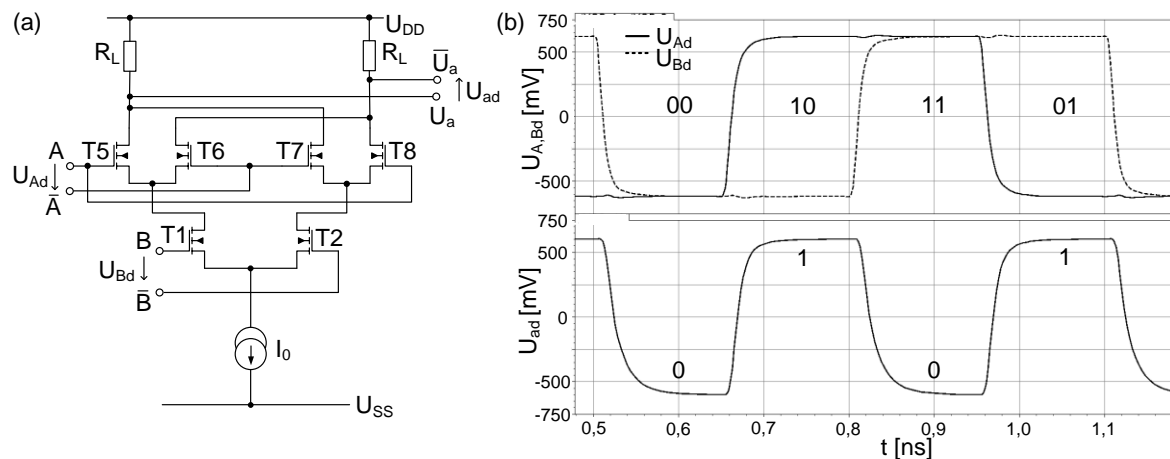 (a)
U_DD
R_L
R_L
U̅_a
U_ad
U_a
A
T5
T6
T7
T8
U_Ad
A̅
B
T1
T2
U_Bd
B̅
I_0
U_SS
(b)
750
500
0
-500
-750
U_A,Bd [mV]
U_Ad
U_Bd
00
10
11
01
750
500
0
-500
-750
U_ad [mV]
0
1
0
1
0,5
0,6
0,7
0,8
0,9
1,0
1,1
t [ns]